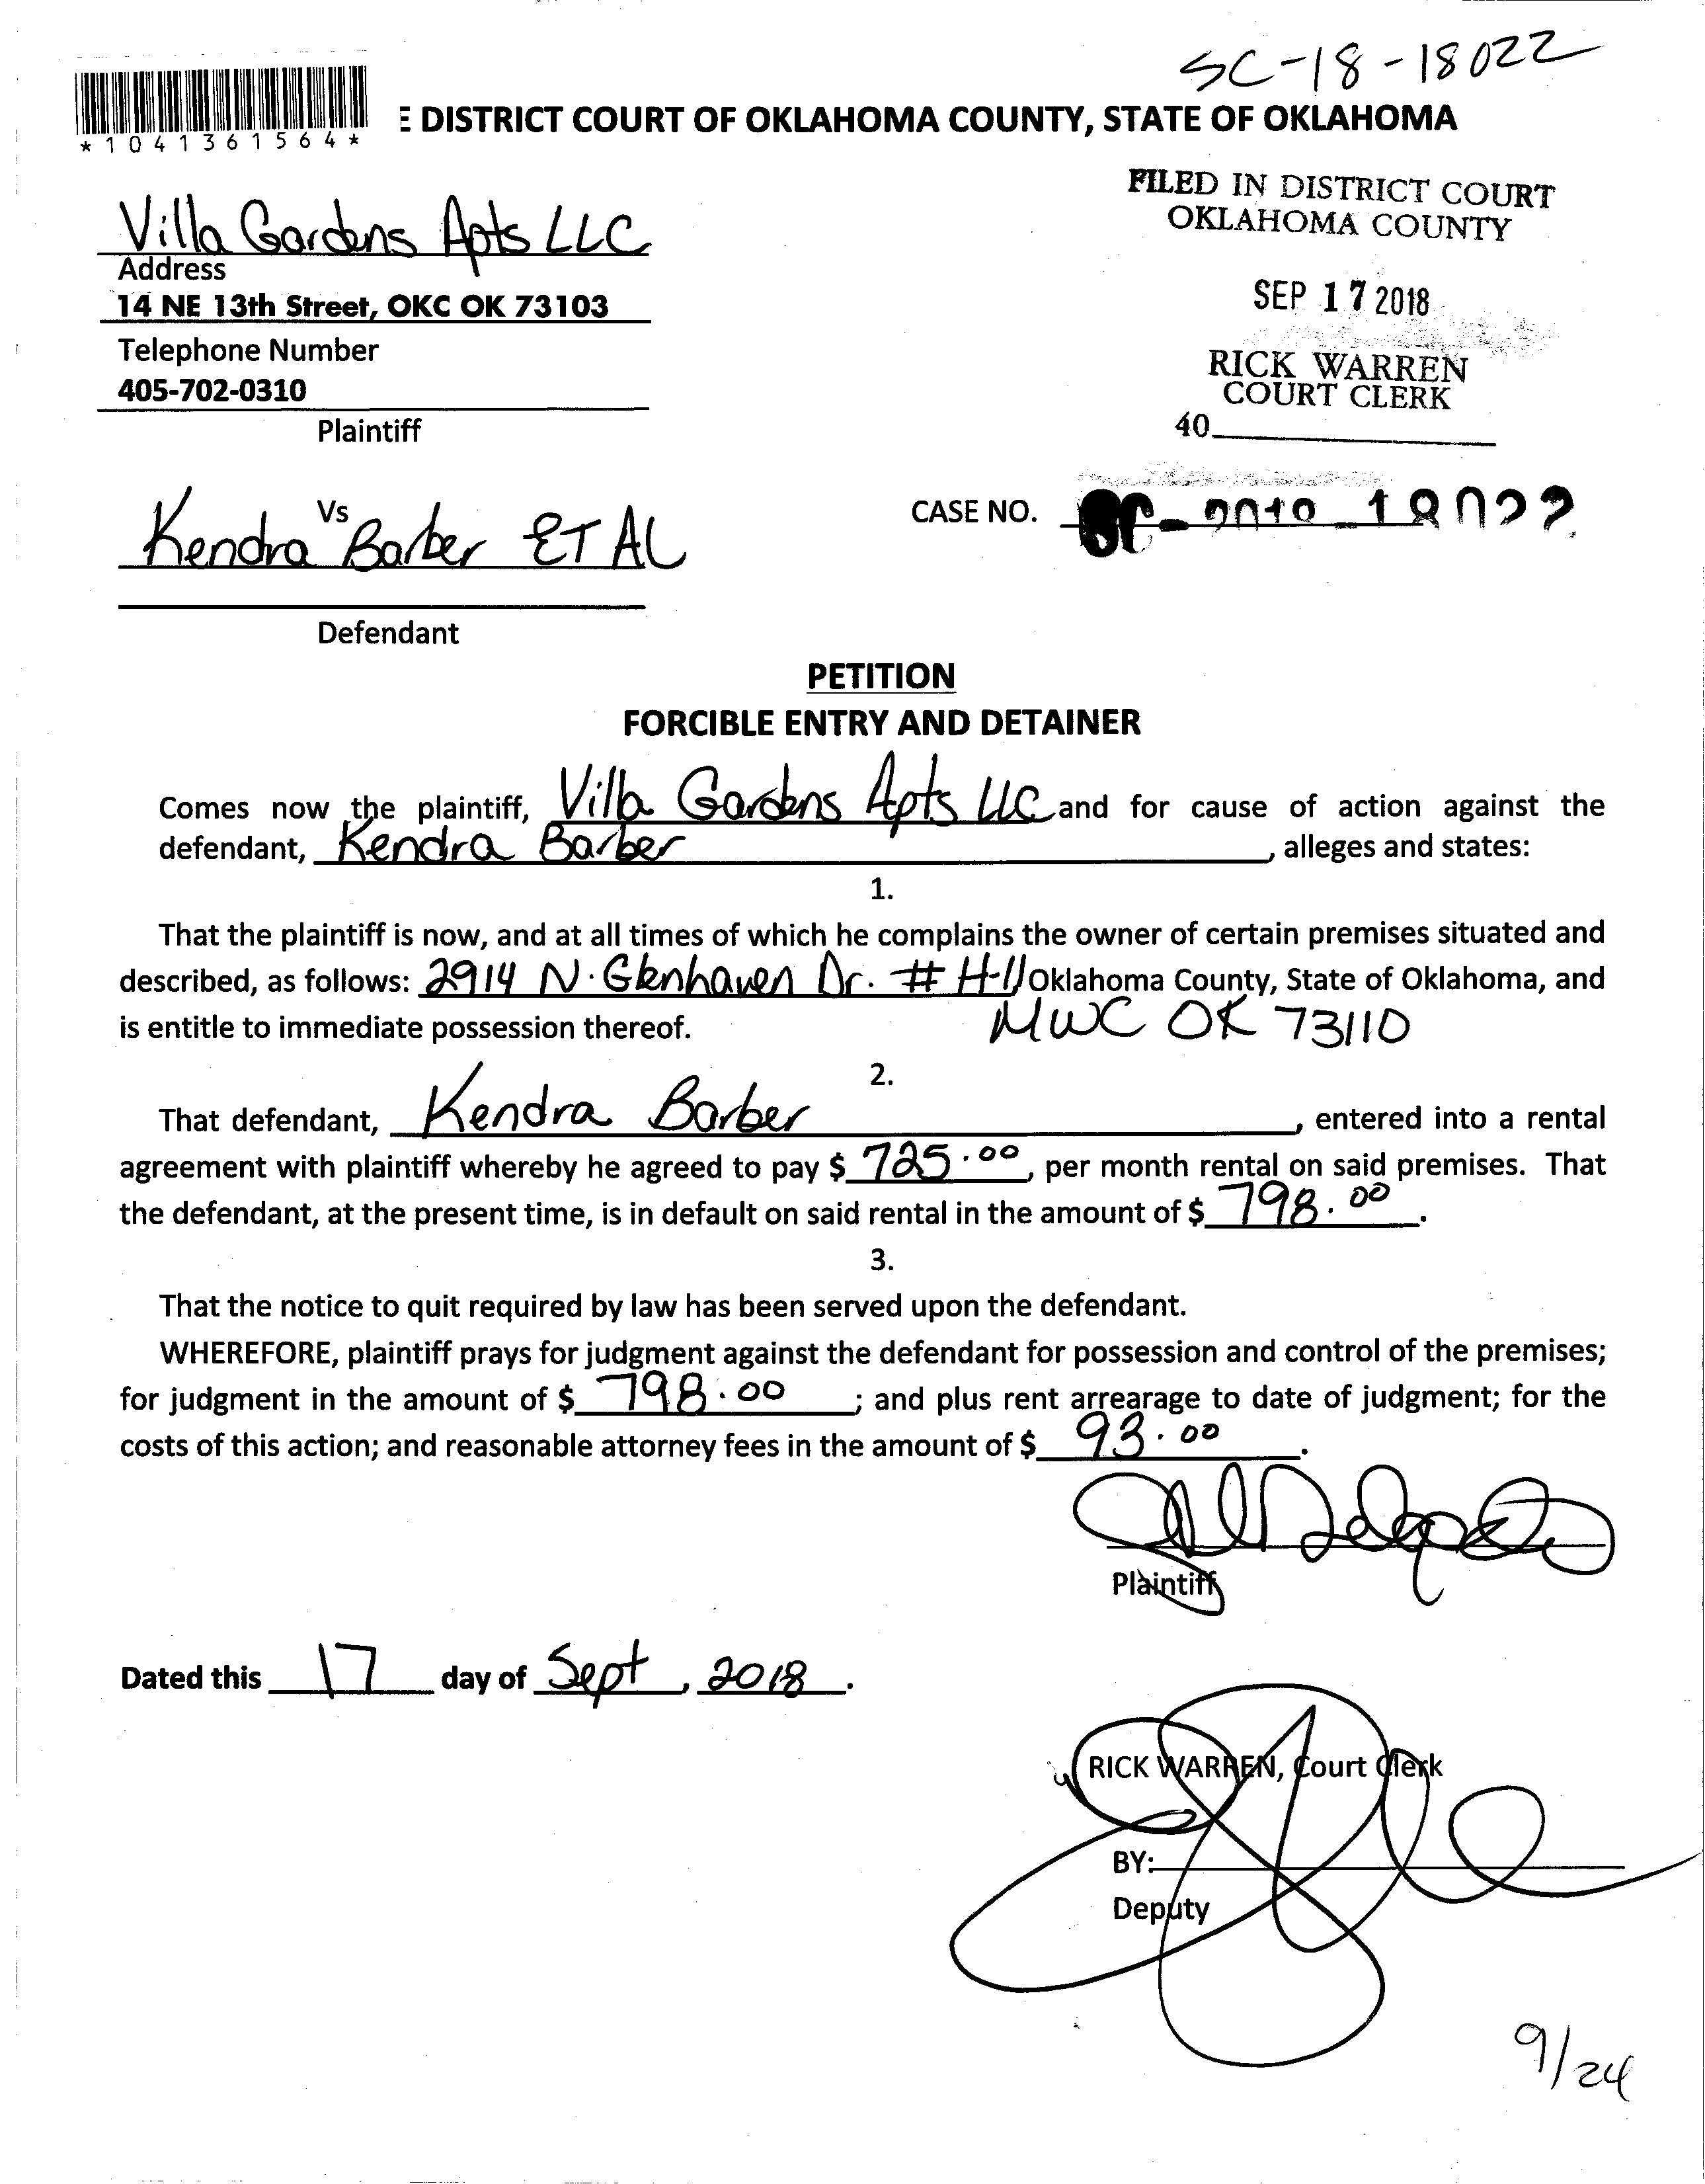 SC-18-18022
*1041361564*
E DISTRICT COURT OF OKLAHOMA COUNTY, STATE OF OKLAHOMA
FILED IN DISTRICT COURT
OKLAHOMA COUNTY
SEP 17 2018
RICK WARREN
COURT CLERK
40
Villa Gardens Apts LLC
Address
14 NE 13th Street, OKC OK 73103
Telephone Number
405-702-0310
Plaintiff
Vs
CASE NO. SC-2018-18022
Kendra Barber ET AL
Defendant
PETITION
FORCIBLE ENTRY AND DETAINER
Comes now the plaintiff, Villa Gardens Apts LLC and for cause of action against the
defendant, Kendra Barber, alleges and states:
1.
That the plaintiff is now, and at all times of which he complains the owner of certain premises situated and
described, as follows: 2914 N. Glenhaven Dr. # H-11 Oklahoma County, State of Oklahoma, and
is entitle to immediate possession thereof. MWC OK 73110
2.
That defendant, Kendra Barber, entered into a rental
agreement with plaintiff whereby he agreed to pay $ 725.00, per month rental on said premises. That
the defendant, at the present time, is in default on said rental in the amount of $ 798.00.
3.
That the notice to quit required by law has been served upon the defendant.
WHEREFORE, plaintiff prays for judgment against the defendant for possession and control of the premises;
for judgment in the amount of $ 798.00; and plus rent arrearage to date of judgment; for the
costs of this action; and reasonable attorney fees in the amount of $ 93.00.
Plaintiff
Dated this 17 day of Sept, 2018.
RICK WARREN, Court Clerk
BY:
Deputy
9/24